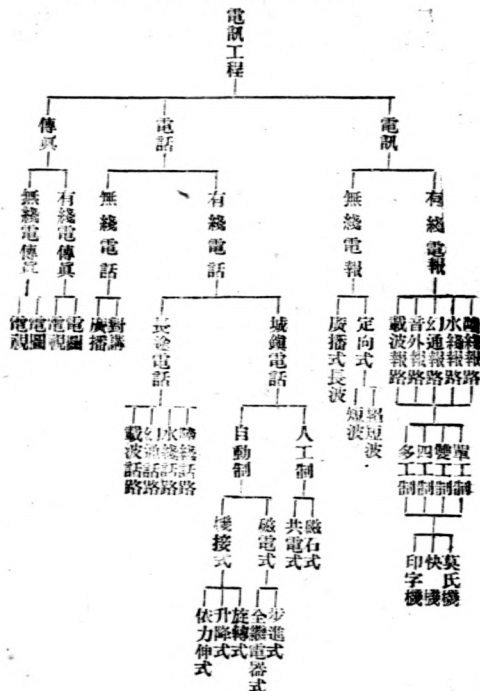 電訊工程
電訊
電話
傳眞
有綫電報
無綫電報
有綫電話
無綫電話
有綫電傳眞
無綫電傳眞
陸綫報路
水綫報路
幻通報路
音外報路
載波報路
定向式
廣播式長波
城鎮電話
長途電話
對講
廣播
電圖
電視
電圖
電視
超短波
短波
單工制
雙工制
四工制
多工制
人工制
自動制
陸綫話路
水綫話路
幻通話路
載波話路
莫氏機
快機
印字機
磁石式
共電式
磁電式
機接式
步進式
全繼電器式
旋轉式
升降式
依力伸式